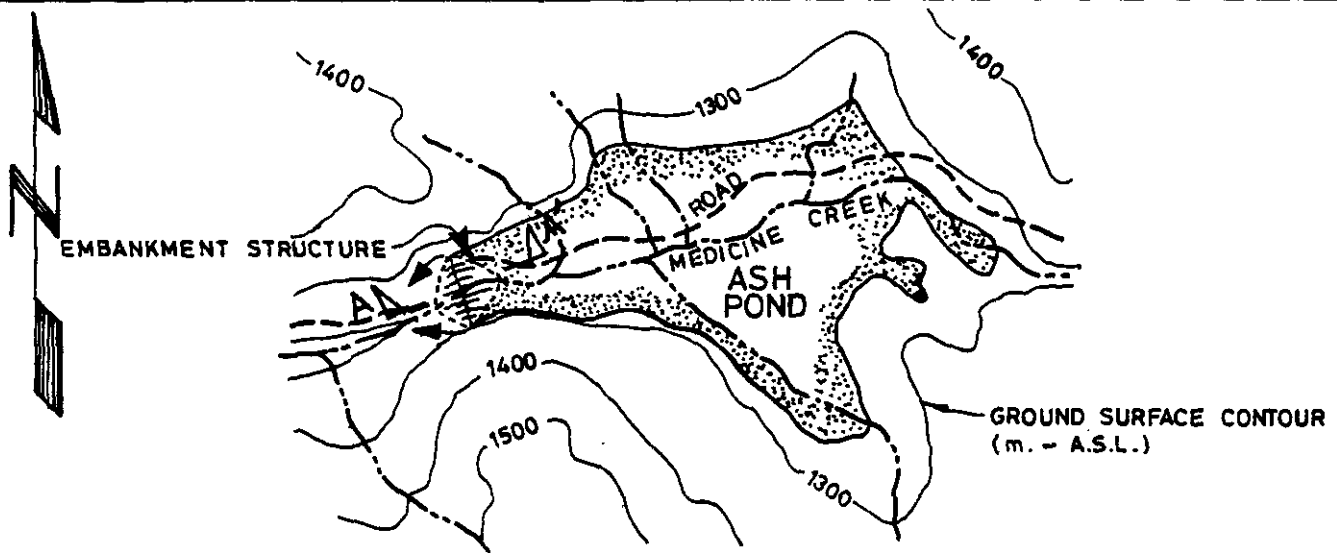 1400
1300
1400
N
ROAD
CREEK
EMBANKMENT STRUCTURE
MEDICINE
ASH
POND
1400
GROUND SURFACE CONTOUR
(m. - A.S.L.)
1500
1300